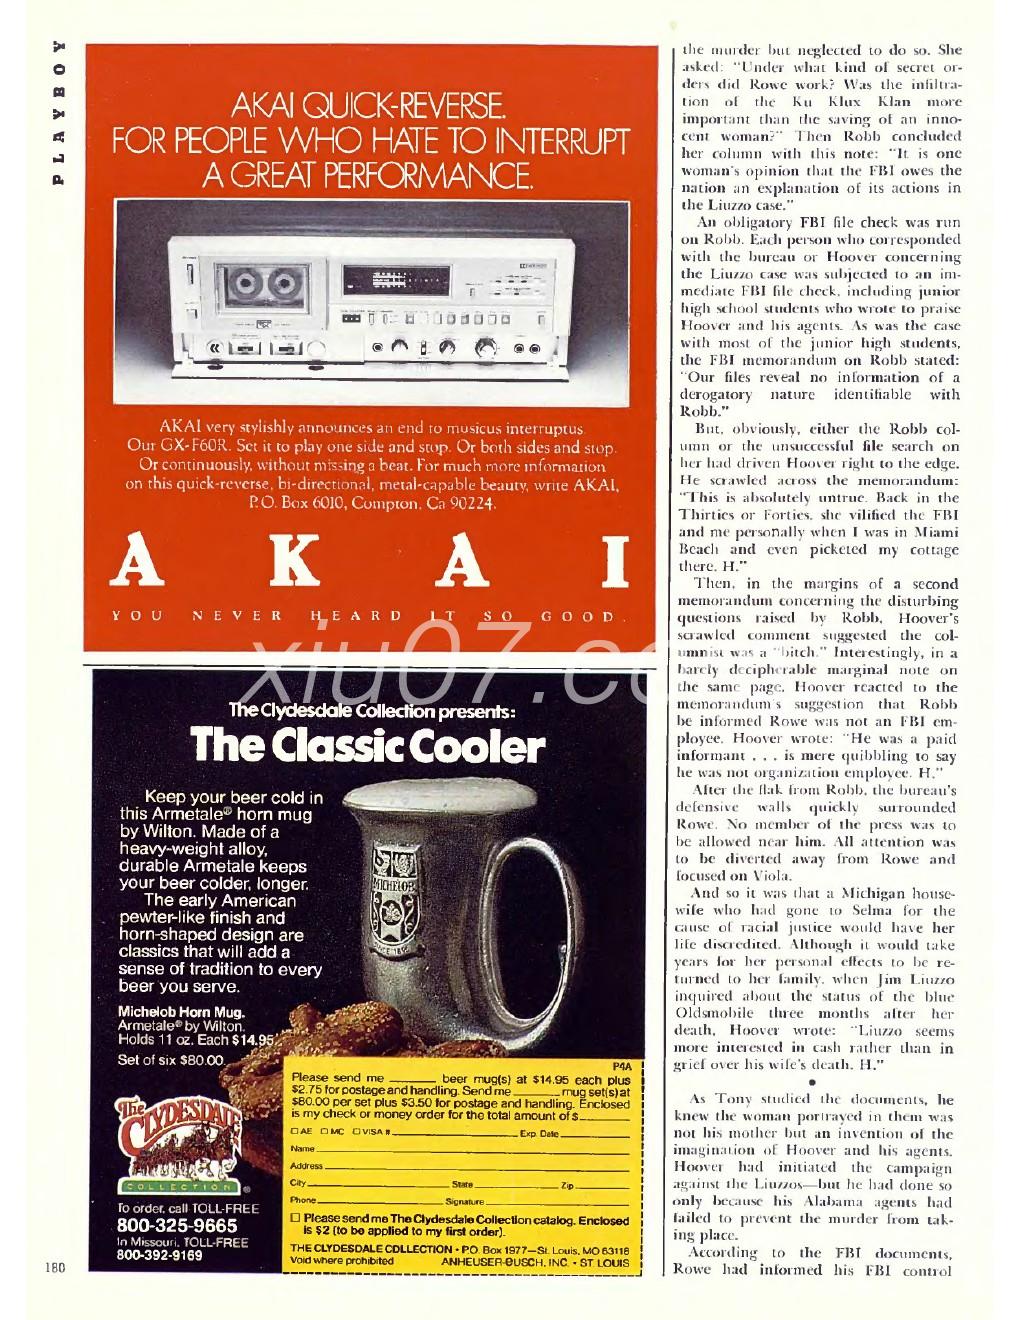 PLAYBOY
AKAI QUICK-REVERSE.
FOR PEOPLE WHO HATE TO INTERRUPT
A GREAT PERFORMANCE.
AKAI very stylishly announces an end to musicus interruptus.
Our GX-F60R. Set it to play one side and stop. Or both sides and stop.
Or continuously, without missing a beat. For much more information
on this quick-reverse, bi-directional, metal-capable beauty, write AKAI,
P.O. Box 6010, Compton, Ca 90224.
AKAI
YOU NEVER HEARD IT SO GOOD.
xiu07.co
The Clydesdale Collection presents:
The Classic Cooler
Keep your beer cold in
this Armetale® horn mug
by Wilton. Made of a
heavy-weight alloy,
durable Armetale keeps
your beer colder, longer.
The early American
pewter-like finish and
horn-shaped design are
classics that will add a
sense of tradition to every
beer you serve.
Michelob Horn Mug.
Armetale® by Wilton.
Holds 11 oz. Each $14.95
Set of six $80.00
MICHELOB
SINCE 1896
The
CLYDESDALE
COLLECTION®
To order, call TOLL-FREE
800-325-9665
In Missouri, TOLL-FREE
800-392-9169
P4A
Please send me ____ beer mug(s) at $14.95 each plus
$2.75 for postage and handling. Send me ____ mug set(s) at
$80.00 per set plus $3.50 for postage and handling. Enclosed
is my check or money order for the total amount of $____
□ AE □ MC □ VISA #____ Exp. Date____
Name____
Address____
City____ State____ Zip____
Phone____ Signature____
□ Please send me The Clydesdale Collection catalog. Enclosed
is $2 (to be applied to my first order).
THE CLYDESDALE COLLECTION • P.O. Box 1977—St. Louis, MO 63118
Void where prohibited ANHEUSER-BUSCH, INC. • ST. LOUIS
180
the murder but neglected to do so. She
asked: "Under what kind of secret or-
ders did Rowe work? Was the infiltra-
tion of the Ku Klux Klan more
important than the saving of an inno-
cent woman?" Then Robb concluded
her column with this note: "It is one
woman's opinion that the FBI owes the
nation an explanation of its actions in
the Liuzzo case."
An obligatory FBI file check was run
on Robb. Each person who corresponded
with the bureau or Hoover concerning
the Liuzzo case was subjected to an im-
mediate FBI file check, including junior
high school students who wrote to praise
Hoover and his agents. As was the case
with most of the junior high students,
the FBI memorandum on Robb stated:
"Our files reveal no information of a
derogatory nature identifiable with
Robb."
But, obviously, either the Robb col-
umn or the unsuccessful file search on
her had driven Hoover right to the edge.
He scrawled across the memorandum:
"This is absolutely untrue. Back in the
Thirties or Forties, she vilified the FBI
and me personally when I was in Miami
Beach and even picketed my cottage
there. H."
Then, in the margins of a second
memorandum concerning the disturbing
questions raised by Robb, Hoover's
scrawled comment suggested the col-
umnist was a "bitch." Interestingly, in a
barely decipherable marginal note on
the same page, Hoover reacted to the
memorandum's suggestion that Robb
be informed Rowe was not an FBI em-
ployee. Hoover wrote: "He was a paid
informant . . . is mere quibbling to say
he was not organization employee. H."
After the flak from Robb, the bureau's
defensive walls quickly surrounded
Rowe. No member of the press was to
be allowed near him. All attention was
to be diverted away from Rowe and
focused on Viola.
And so it was that a Michigan house-
wife who had gone to Selma for the
cause of racial justice would have her
life discredited. Although it would take
years for her personal effects to be re-
turned to her family, when Jim Liuzzo
inquired about the status of the blue
Oldsmobile three months after her
death, Hoover wrote: "Liuzzo seems
more interested in cash rather than in
grief over his wife's death. H."
•
As Tony studied the documents, he
knew the woman portrayed in them was
not his mother but an invention of the
imagination of Hoover and his agents.
Hoover had initiated the campaign
against the Liuzzos—but he had done so
only because his Alabama agents had
failed to prevent the murder from tak-
ing place.
According to the FBI documents,
Rowe had informed his FBI control